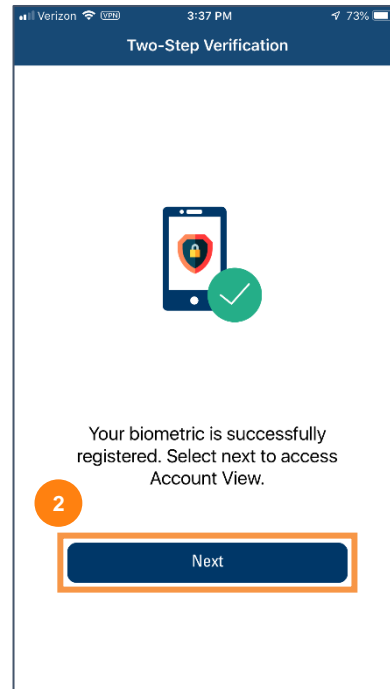 Verizon VPN 3:37 PM 73%
Two-Step Verification
Your biometric is successfully
registered. Select next to access
Account View.
2
Next